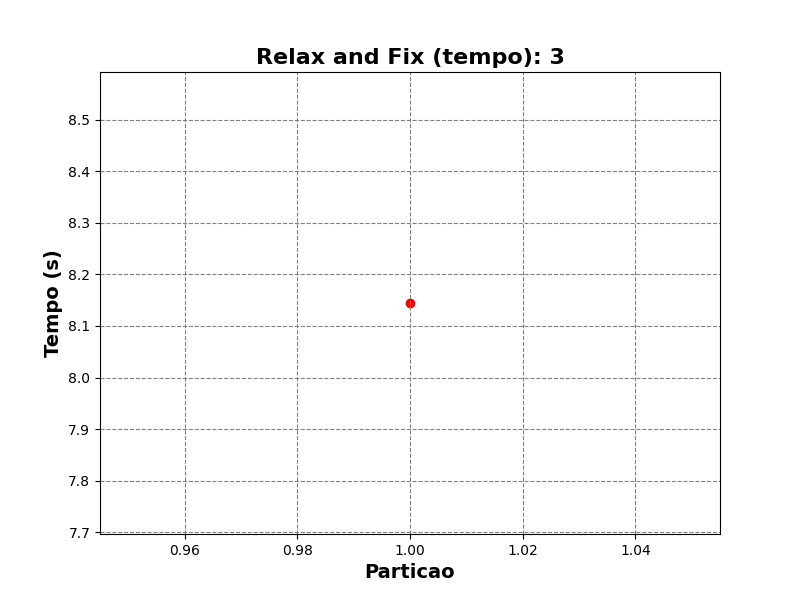 Relax and Fix (tempo): 3
8.5
8.4
8.3
8.2
8.1
8.0
7.9
7.8
7.7
Tempo (s)
0.96 0.98 1.00 1.02 1.04
Particao